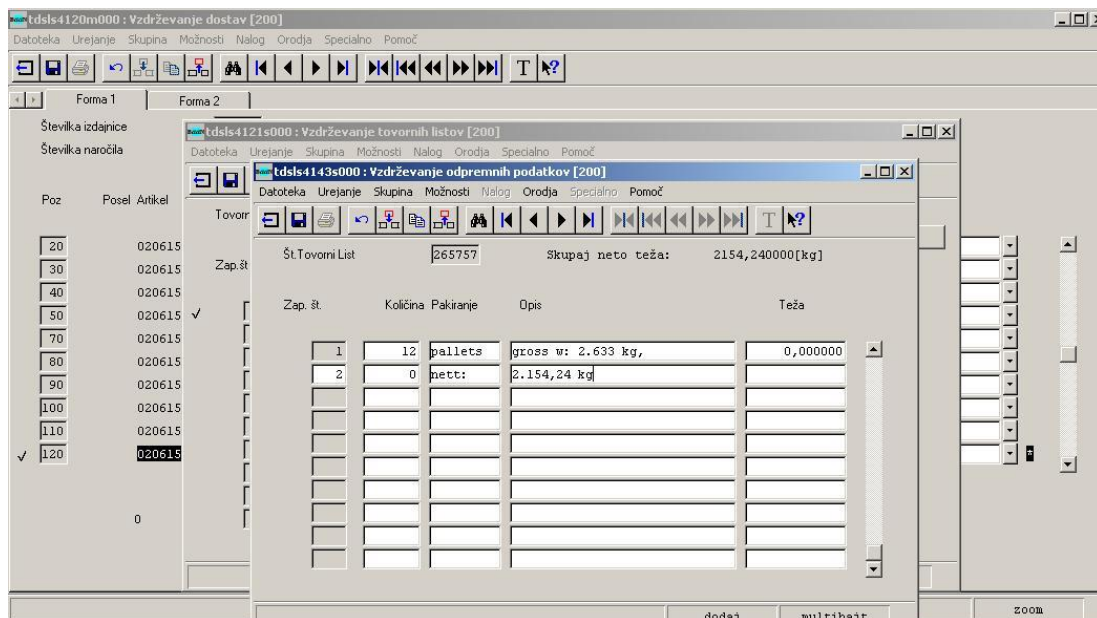 tdsls4120m000 : Vzdrževanje dostav [200]
Datoteka Urejanje Skupina Možnosti Nalog Orodja Specialno Pomoč
T
Forma 1 Forma 2
Številka izdajnice
Številka naročila
Poz Posel Artikel
20 020615
30 020615
40 020615
50 020615
70 020615
80 020615
90 020615
100 020615
110 020615
120 020615 *
0
zoom
tdsls4121s000 : Vzdrževanje tovornih listov [200]
Datoteka Urejanje Skupina Možnosti Nalog Orodja Specialno Pomoč
Zap.št
tdsls4143s000 : Vzdrževanje odpremnih podatkov [200]
Datoteka Urejanje Skupina Možnosti Nalog Orodja Specialno Pomoč
T
Št.Tovorni List 265757 Skupaj neto teža: 2154,240000[kg]
Zap. št. Količina Pakiranje Opis Teža
1 12 pallets gross w: 2.633 kg, 0,000000
2 0 nett: 2.154,24 kg
dodaj multibajt